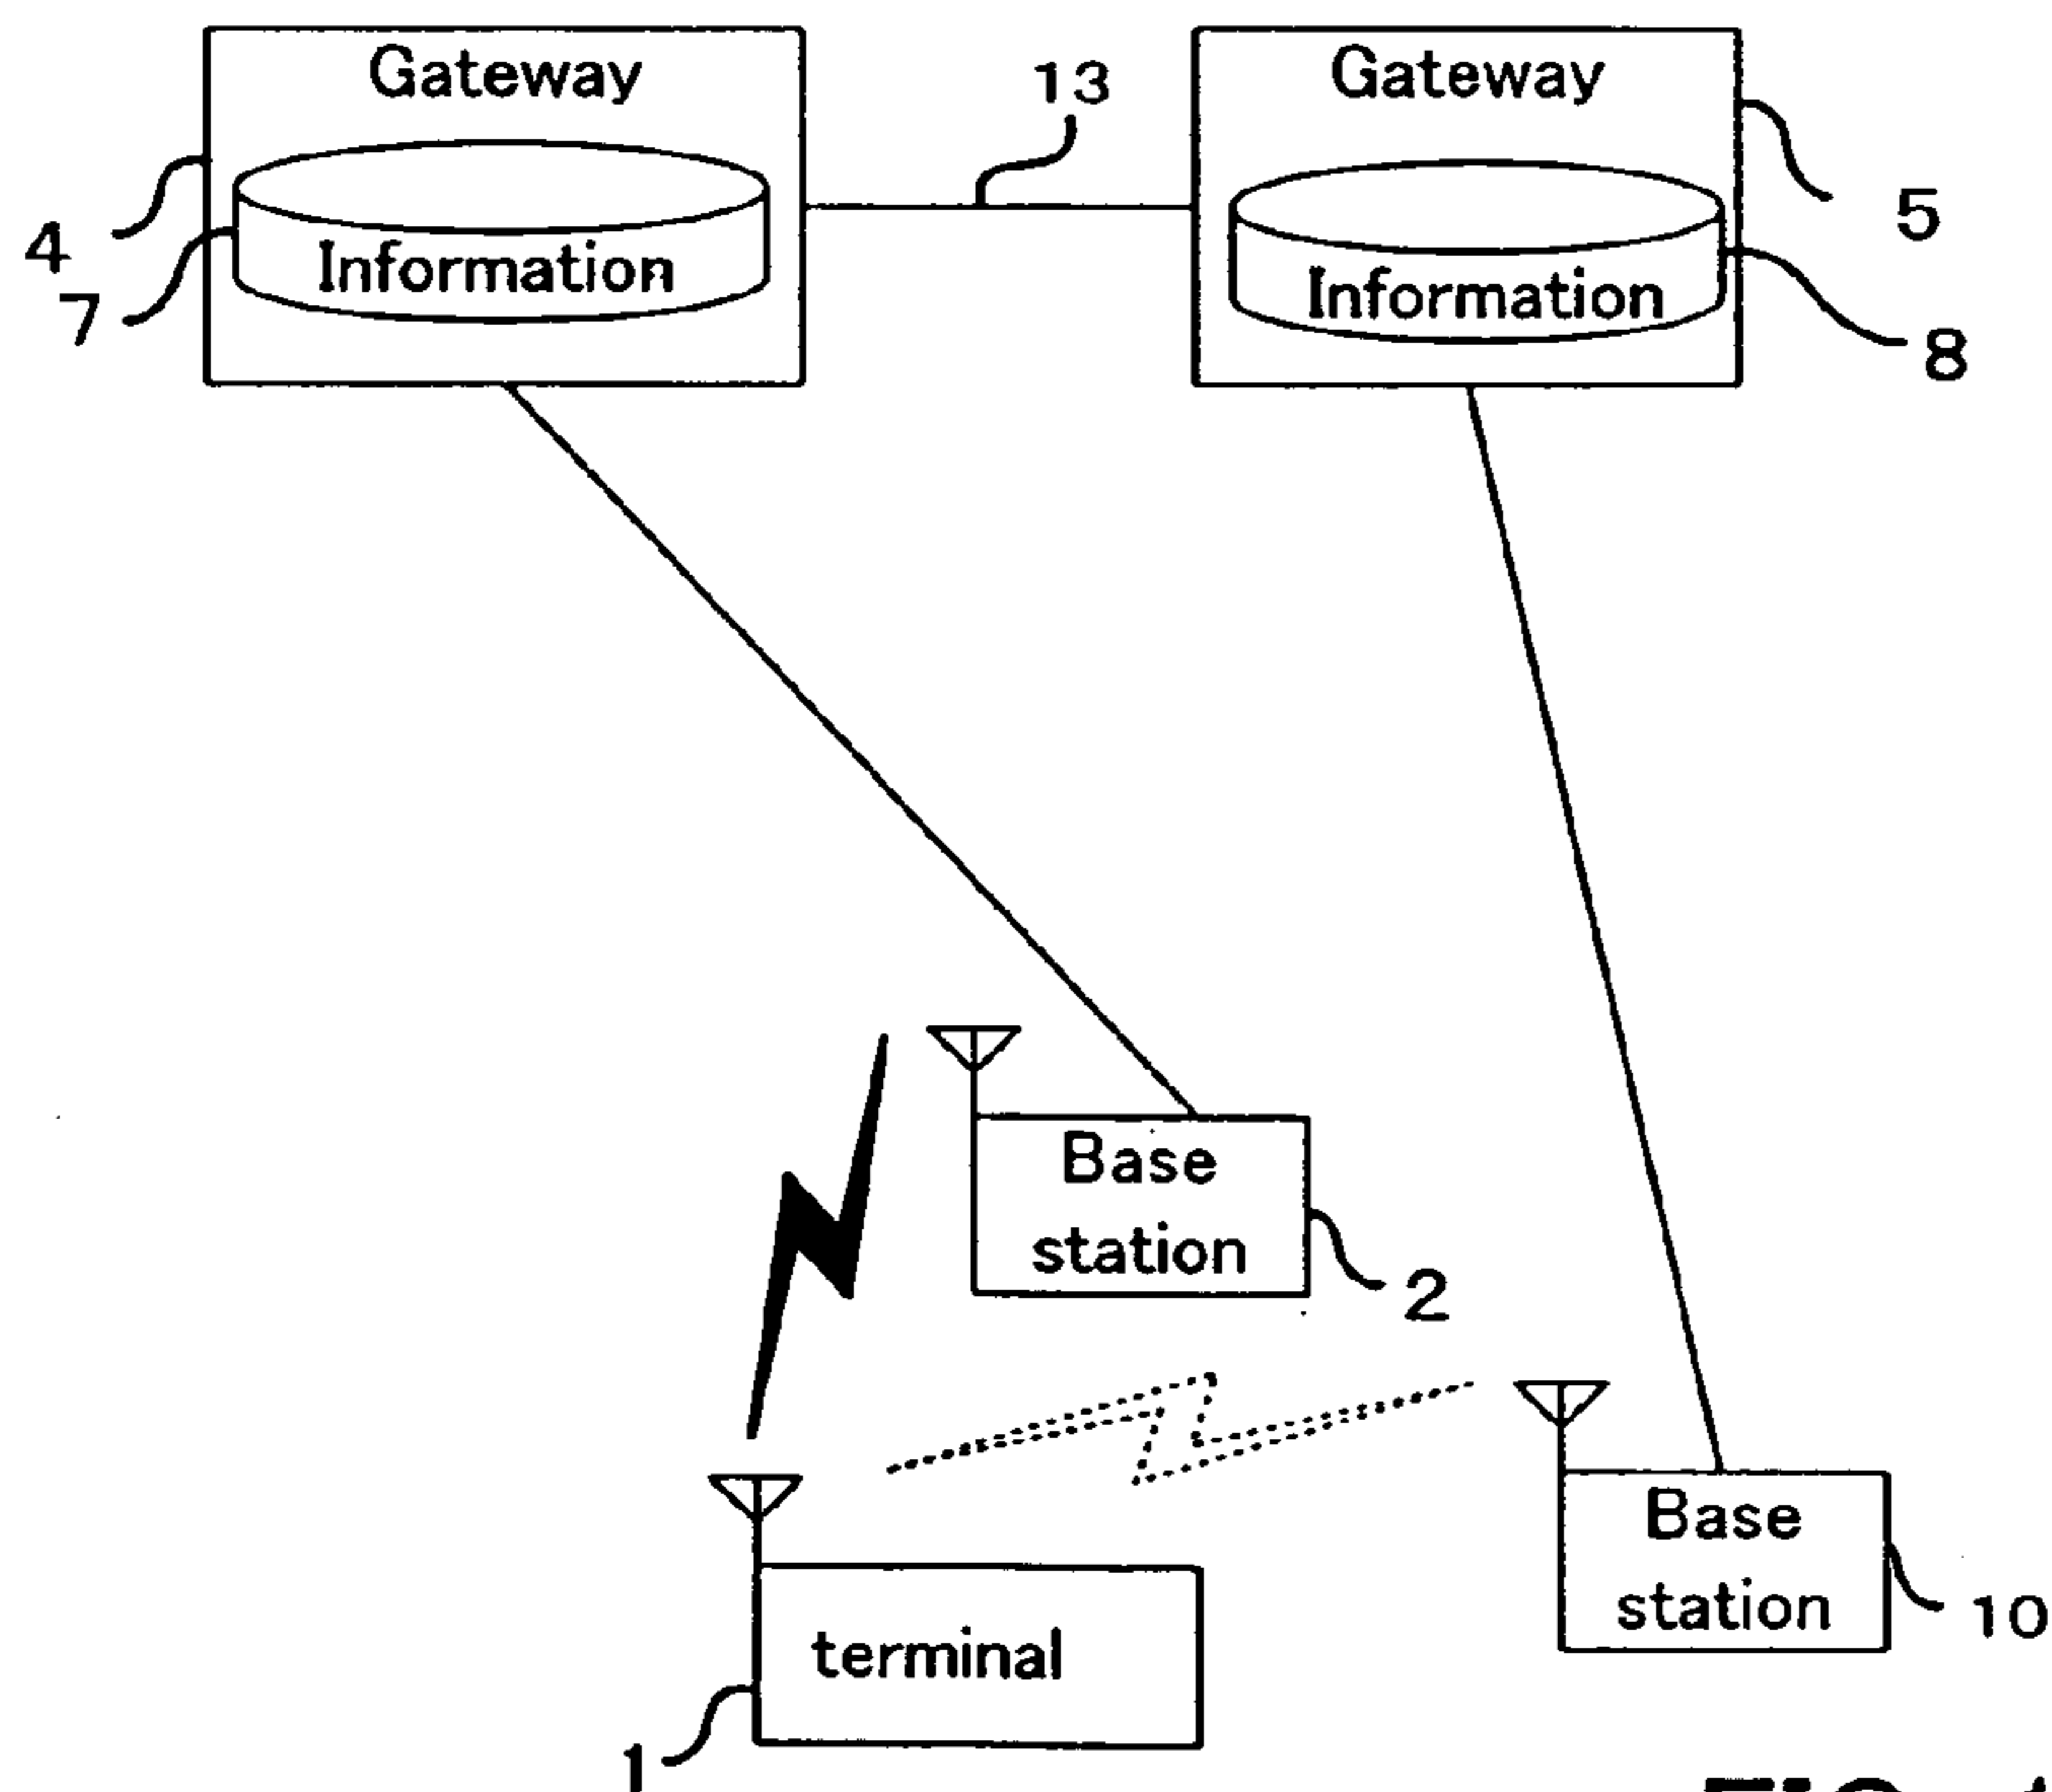 Gateway
Gateway
13
4
5
7
Information
Information
8
Base
station
2
Base
station
10
terminal
1